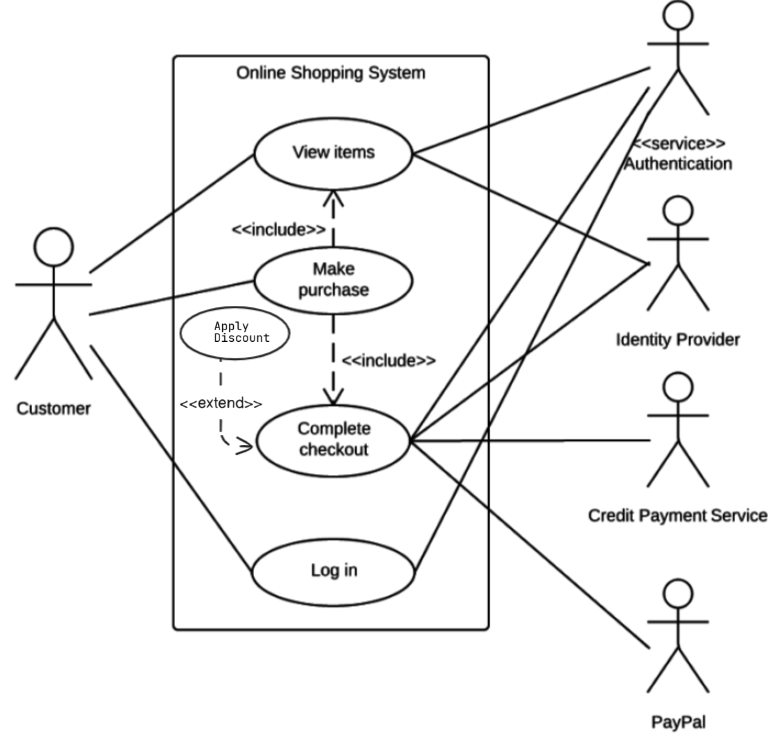 Online Shopping System
View items
<<service>>
Authentication
<<include>>
Make
purchase
Apply
Discount
Identity Provider
<<include>>
Customer
<<extend>>
Complete
checkout
Credit Payment Service
Log in
PayPal